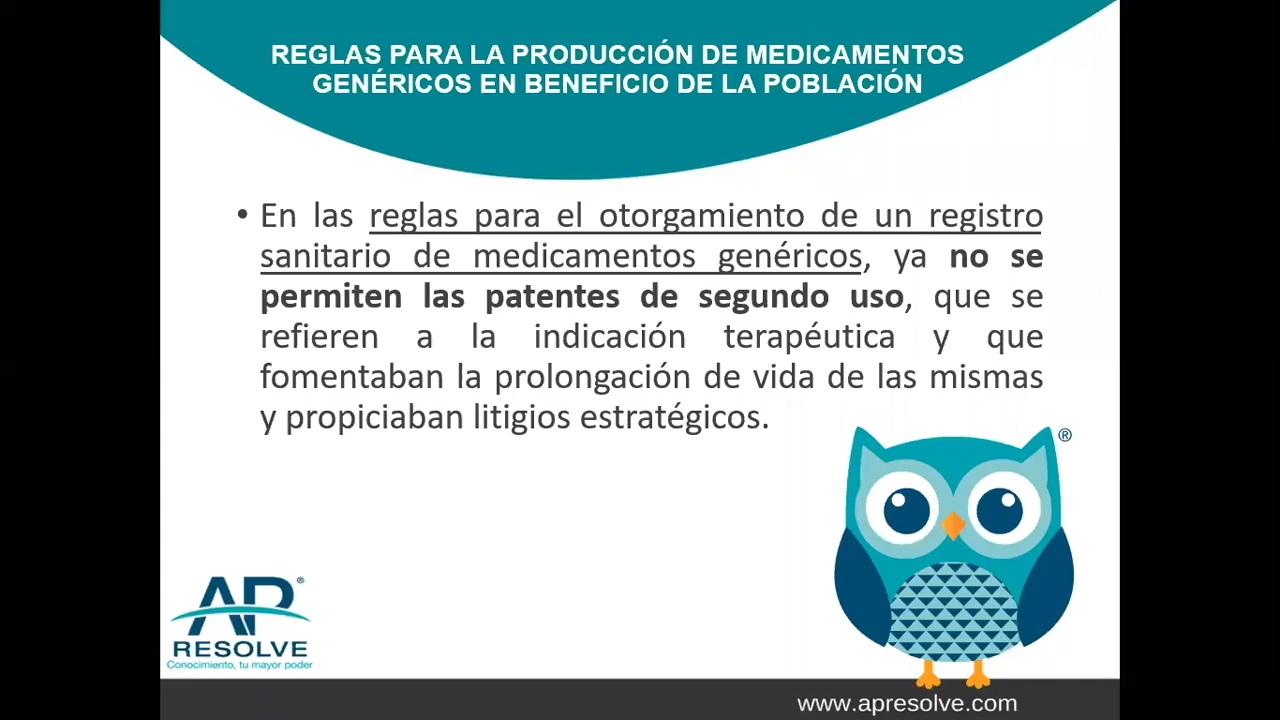 REGLAS PARA LA PRODUCCIÓN DE MEDICAMENTOS
GENÉRICOS EN BENEFICIO DE LA POBLACIÓN
• En las reglas para el otorgamiento de un registro
sanitario de medicamentos genéricos, ya no se
permiten las patentes de segundo uso, que se
refieren a la indicación terapéutica y que
fomentaban la prolongación de vida de las mismas
y propiciaban litigios estratégicos.
®
AP®
RESOLVE
Conocimiento, tu mayor poder
www.apresolve.com